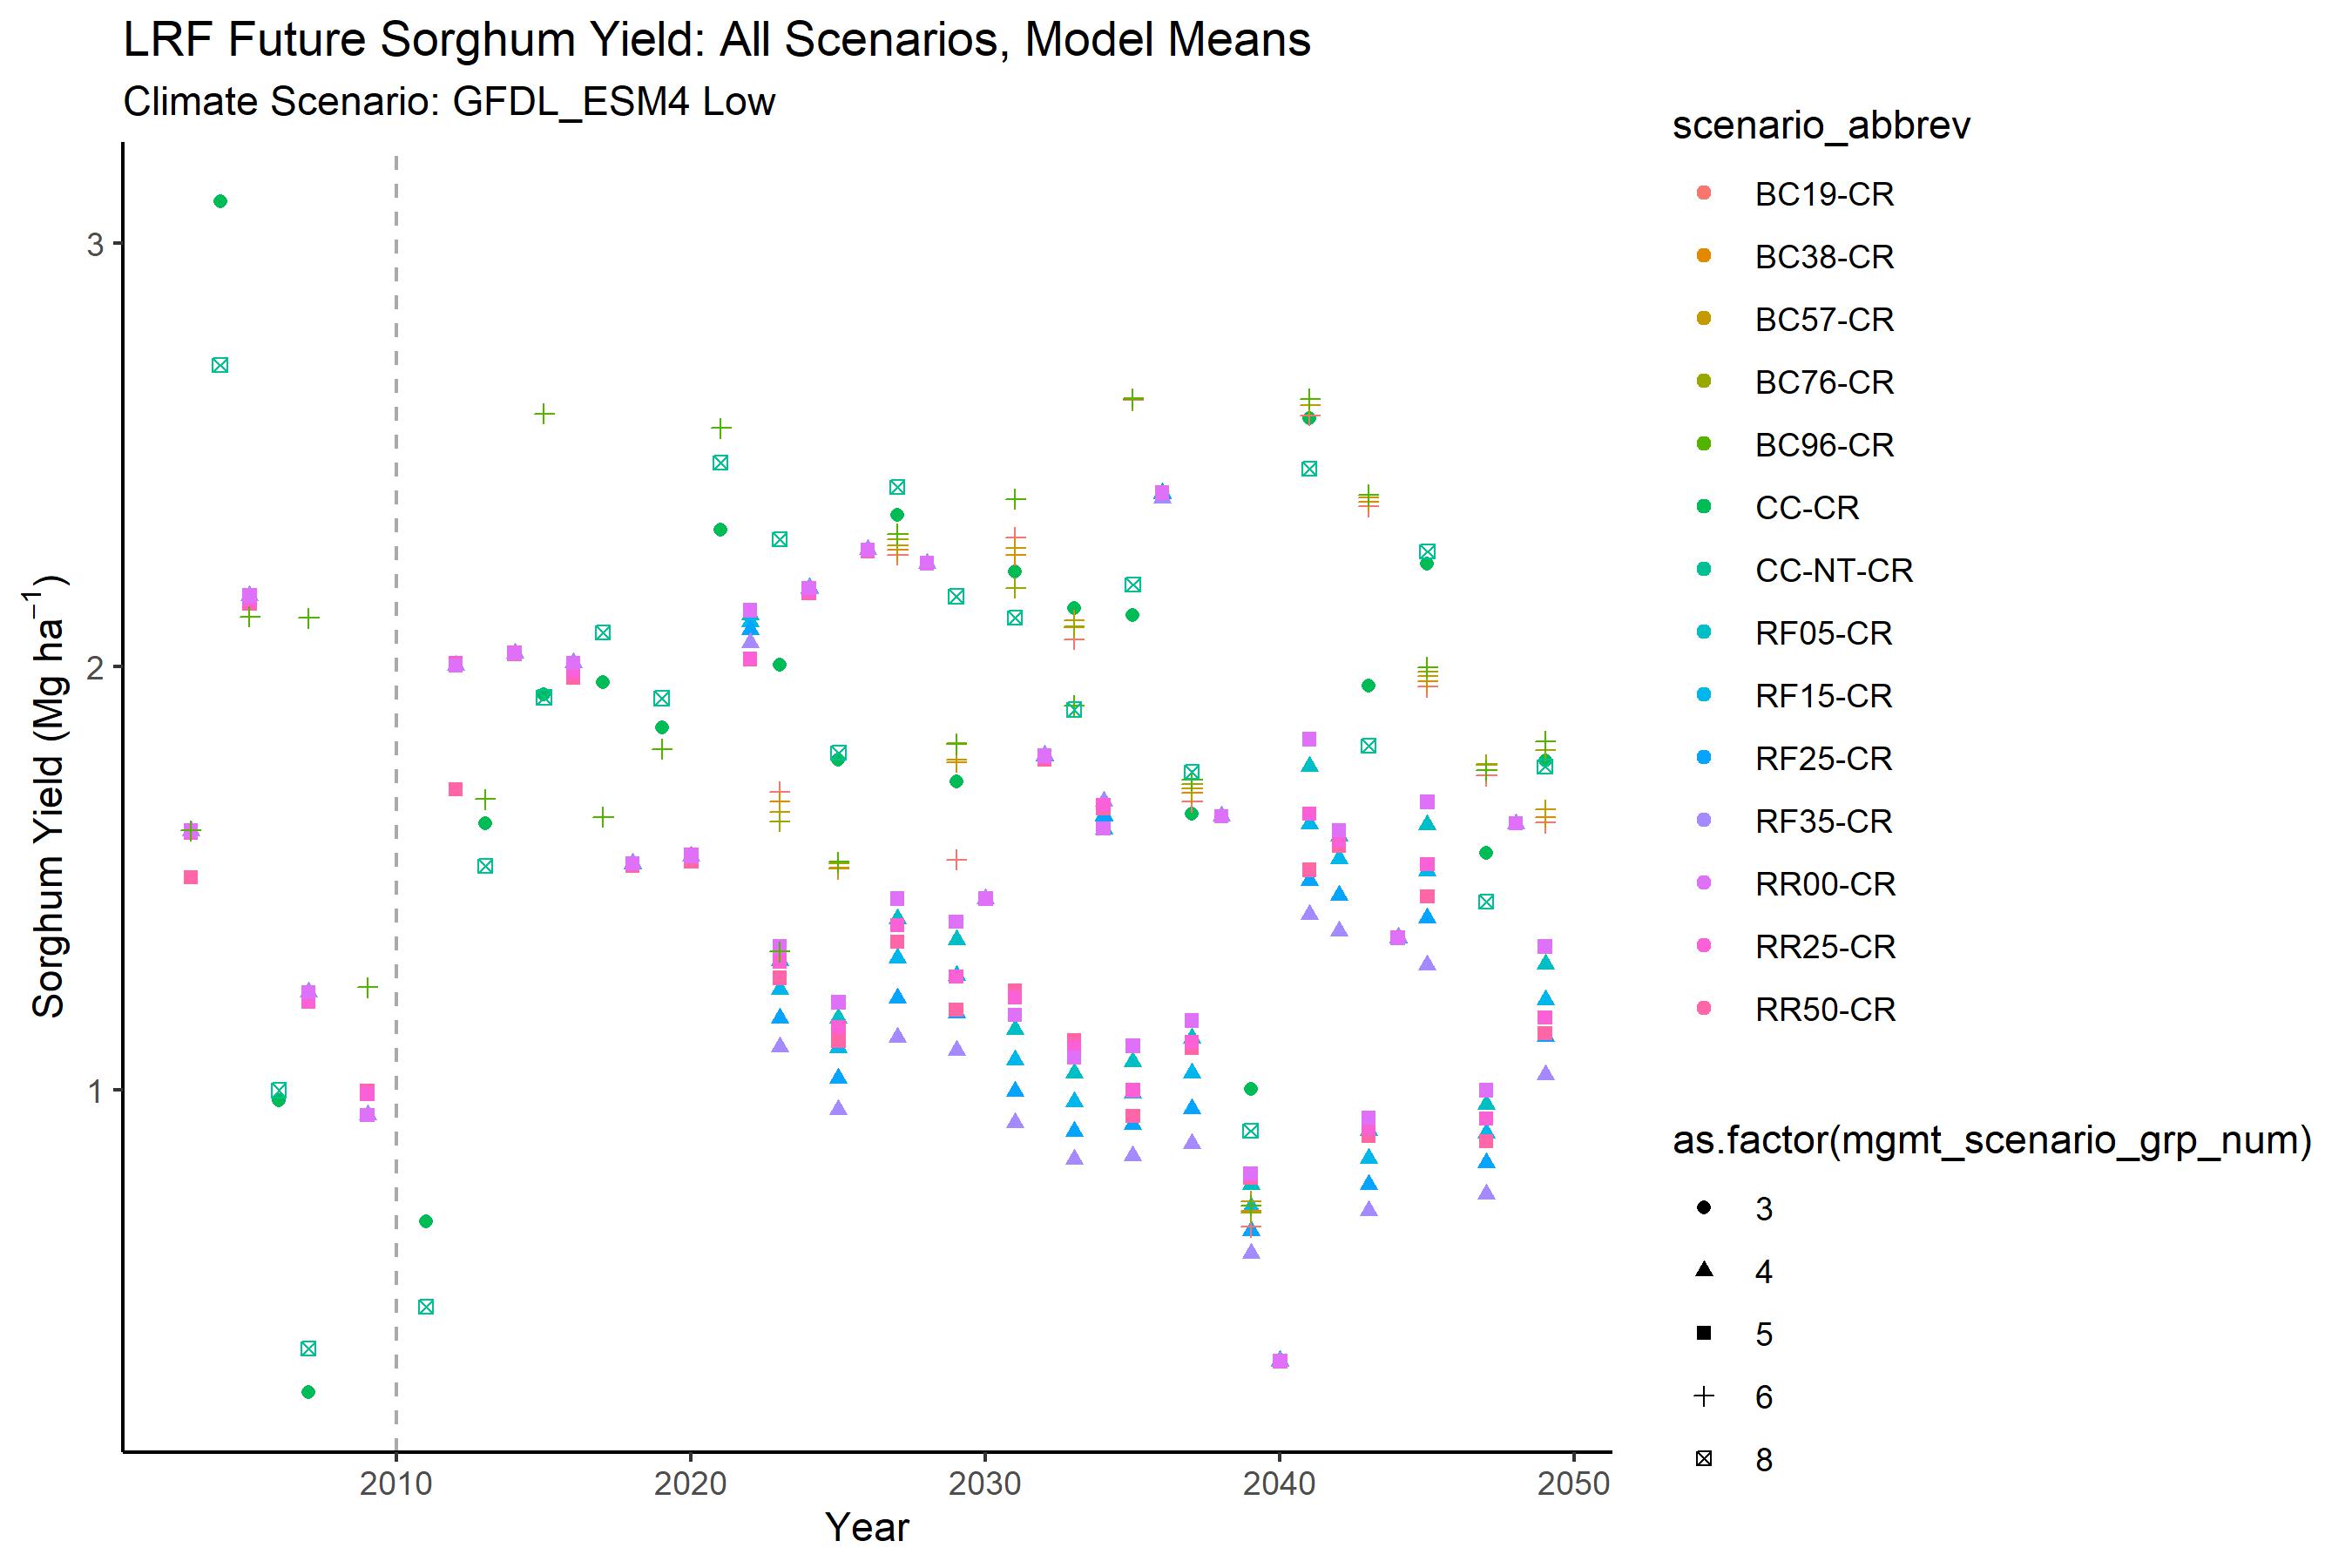 LRF Future Sorghum Yield: All Scenarios, Model Means
Climate Scenario: GFDL_ESM4 Low
Sorghum Yield (Mg ha⁻¹)
3
2
1
2010
2020
2030
2040
2050
Year
scenario_abbrev
BC19-CR
BC38-CR
BC57-CR
BC76-CR
BC96-CR
CC-CR
CC-NT-CR
RF05-CR
RF15-CR
RF25-CR
RF35-CR
RR00-CR
RR25-CR
RR50-CR
as.factor(mgmt_scenario_grp_num)
3
4
5
6
8